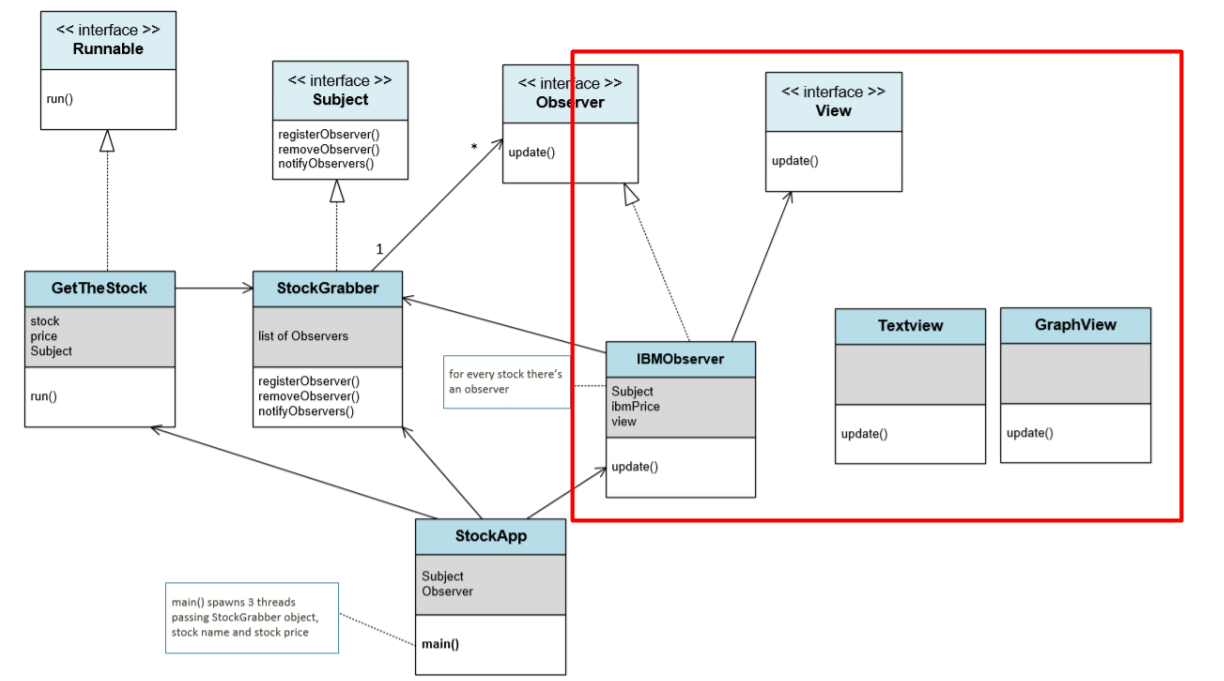 << interface >>
Runnable
run()
<< interface >>
Subject
registerObserver()
removeObserver()
notifyObservers()
<< interface >>
Observer
update()
<< interface >>
View
update()
*
1
GetTheStock
stock
price
Subject
run()
StockGrabber
list of Observers
registerObserver()
removeObserver()
notifyObservers()
for every stock there's
an observer
IBMObserver
Subject
ibmPrice
view
update()
Textview
update()
GraphView
update()
StockApp
Subject
Observer
main()
main() spawns 3 threads
passing StockGrabber object,
stock name and stock price